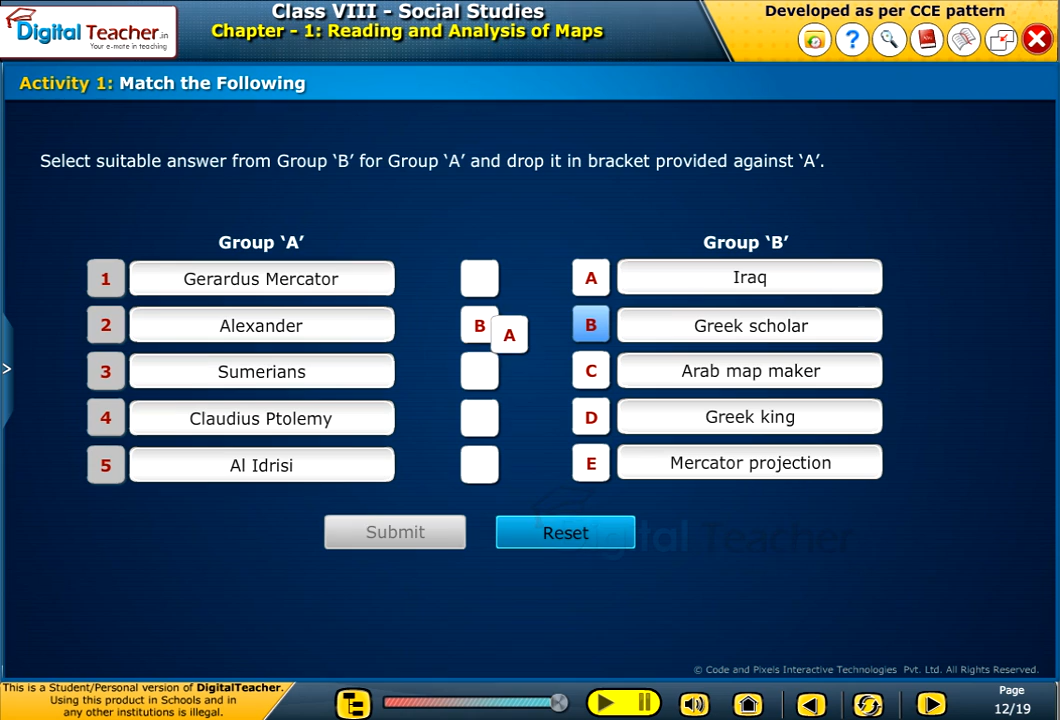 Digital Teacher.in
Your e-mate in teaching
Class VIII - Social Studies
Chapter - 1: Reading and Analysis of Maps
Developed as per CCE pattern
?
Activity 1: Match the Following
Select suitable answer from Group ‘B’ for Group ‘A’ and drop it in bracket provided against ‘A’.
Group ‘A’ Group ‘B’
1 Gerardus Mercator A Iraq
2 Alexander B A B Greek scholar
3 Sumerians C Arab map maker
4 Claudius Ptolemy D Greek king
5 Al Idrisi E Mercator projection
Submit Reset
Digital Teacher
© Code and Pixels Interactive Technologies Pvt. Ltd. All Rights Reserved.
>
This is a Student/Personal version of DigitalTeacher.
Using this product in Schools and in
any other institutions is illegal.
Page
12/19